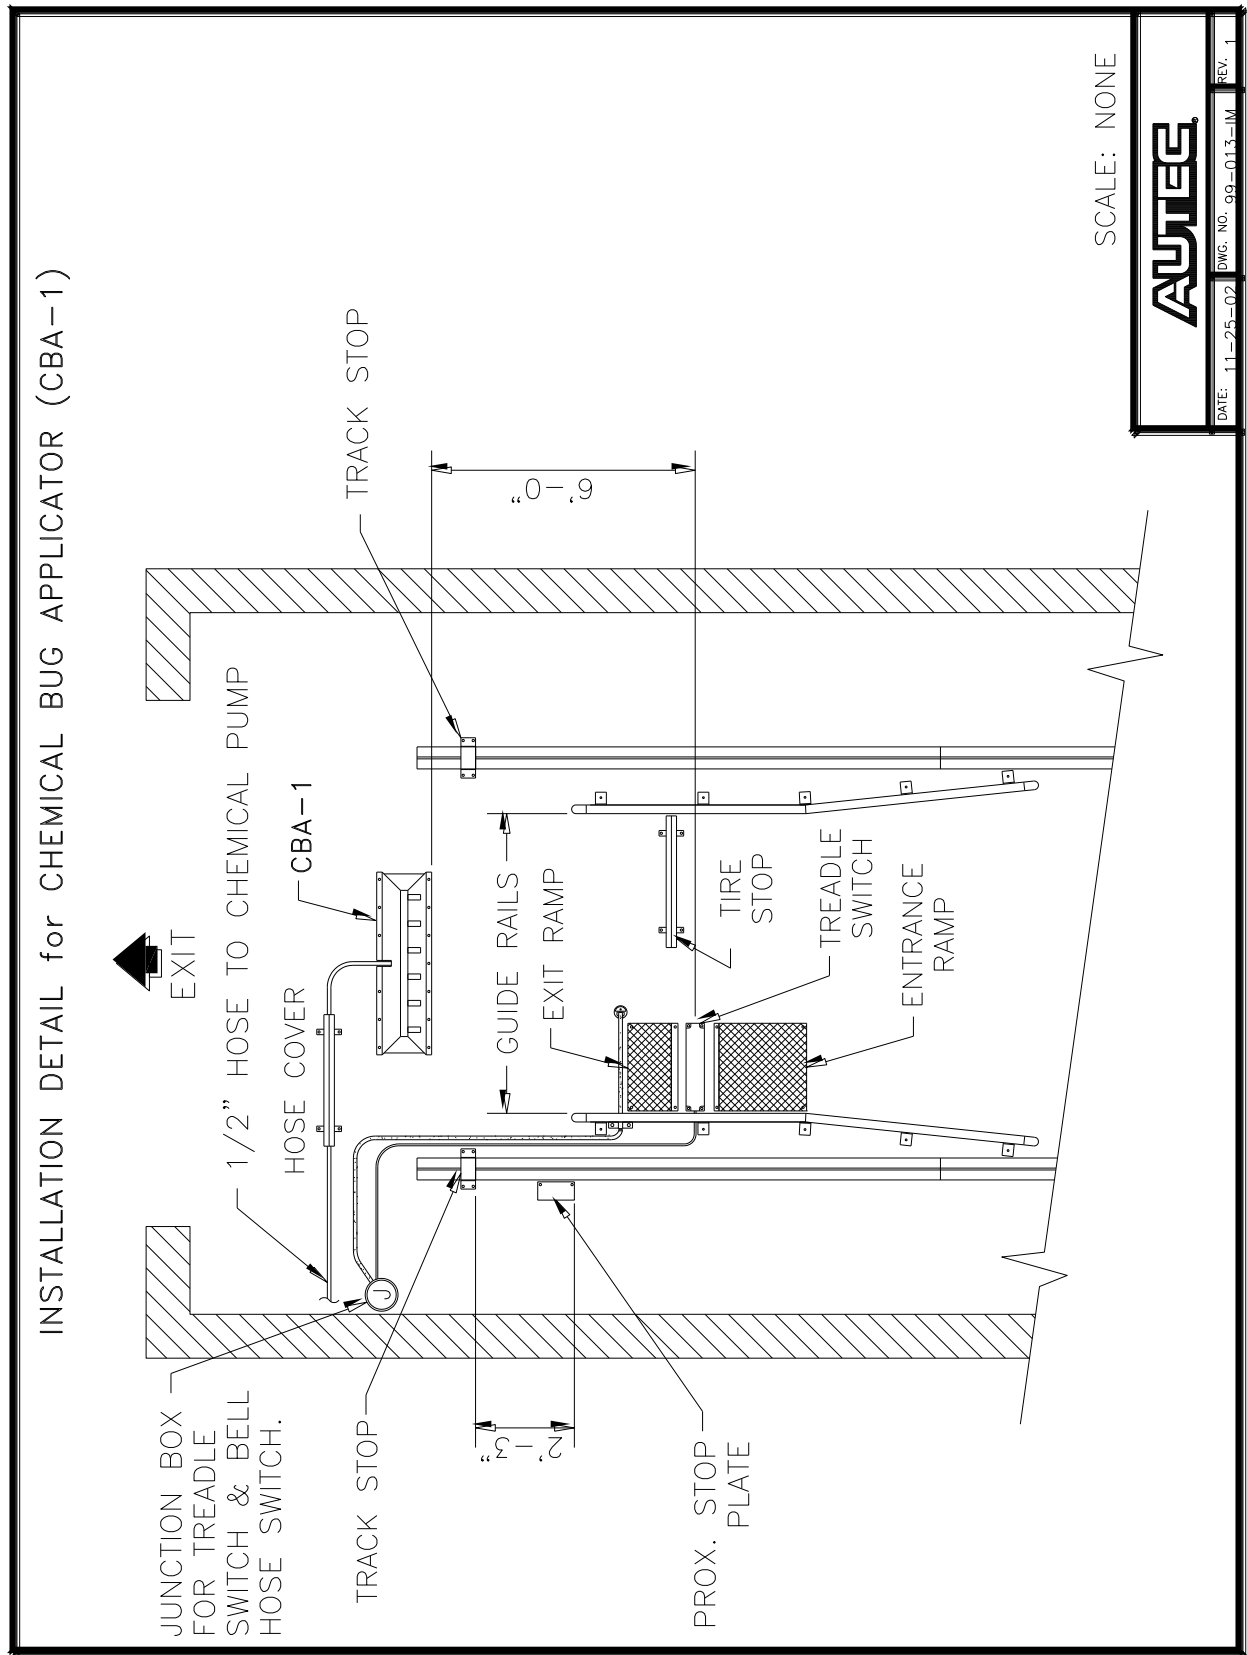 INSTALLATION DETAIL for CHEMICAL BUG APPLICATOR (CBA-1)
EXIT
1/2" HOSE TO CHEMICAL PUMP
HOSE COVER
CBA-1
TRACK STOP
JUNCTION BOX
FOR TREADLE
SWITCH & BELL
HOSE SWITCH.
J
TRACK STOP
2'-3"
PROX. STOP
PLATE
GUIDE RAILS
EXIT RAMP
6'-0"
TIRE
STOP
TREADLE
SWITCH
ENTRANCE
RAMP
SCALE: NONE
AUTEC®
DATE: 11-25-02 DWG. NO. 99-013-IM REV. 1